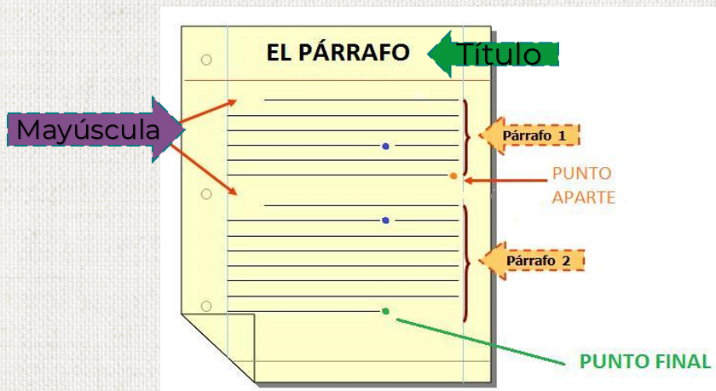 EL PÁRRAFO
Título
Mayúscula
Párrafo 1
PUNTO
APARTE
Párrafo 2
PUNTO FINAL